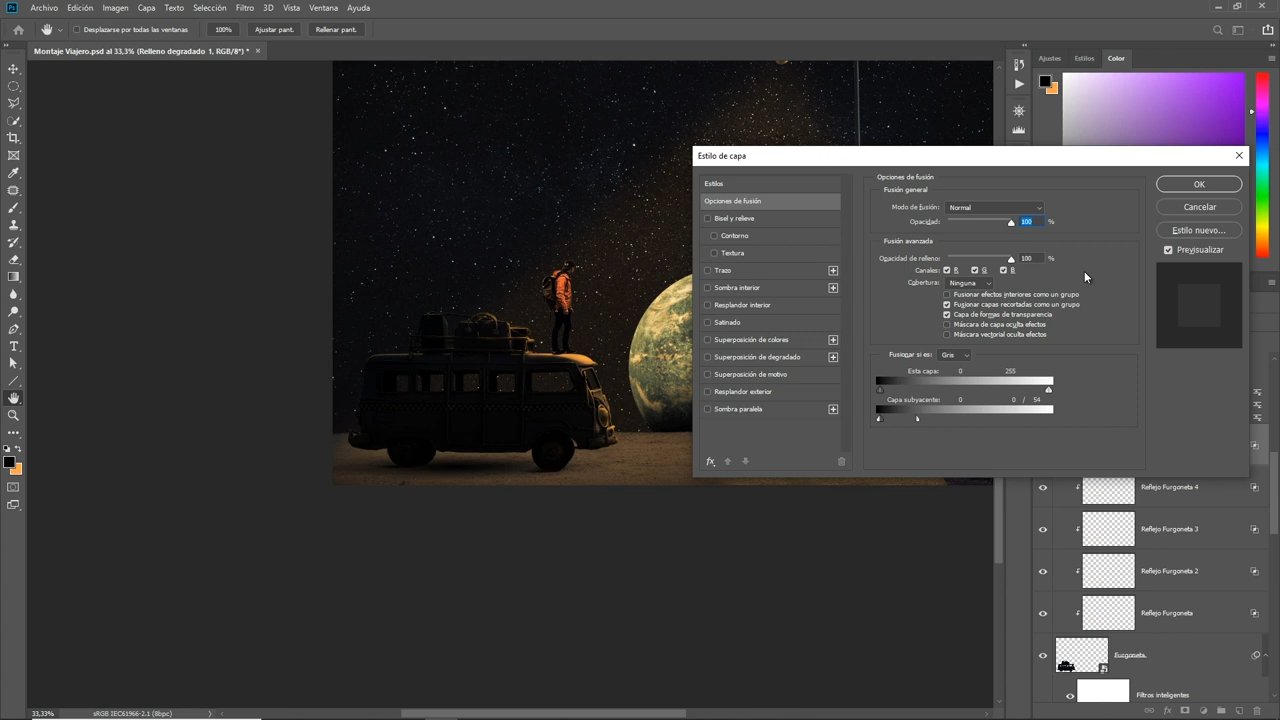 Ps Archivo Edición Imagen Capa Texto Selección Filtro 3D Vista Ventana Ayuda
Desplazarse por todas las ventanas 100% Ajustar pant. Rellenar pant.
Montaje Viajero.psd al 33,3% (Relleno degradado 1, RGB/8*) *
Ajustes Estilos Color
Estilo de capa
Estilos
Opciones de fusión
Bisel y relieve
Contorno
Textura
Trazo
Sombra interior
Resplandor interior
Satinado
Superposición de colores
Superposición de degradado
Superposición de motivo
Resplandor exterior
Sombra paralela
fx
Opciones de fusión
Fusión general
Modo de fusión: Normal
Opacidad: 100 %
Fusión avanzada
Opacidad de relleno: 100 %
Canales: R G B
Cobertura: Ninguna
Fusionar efectos interiores como un grupo
Fusionar capas recortadas como un grupo
Capa de formas de transparencia
Máscara de capa oculta efectos
Máscara vectorial oculta efectos
Fusionar si es: Gris
Esta capa: 0 255
Capa subyacente: 0 0 / 54
OK
Cancelar
Estilo nuevo...
Previsualizar
Reflejo Furgoneta 4
Reflejo Furgoneta 3
Reflejo Furgoneta 2
Reflejo Furgoneta
Furgoneta
Filtros inteligentes
33,33% sRGB IEC61966-2.1 (8bpc)
fx